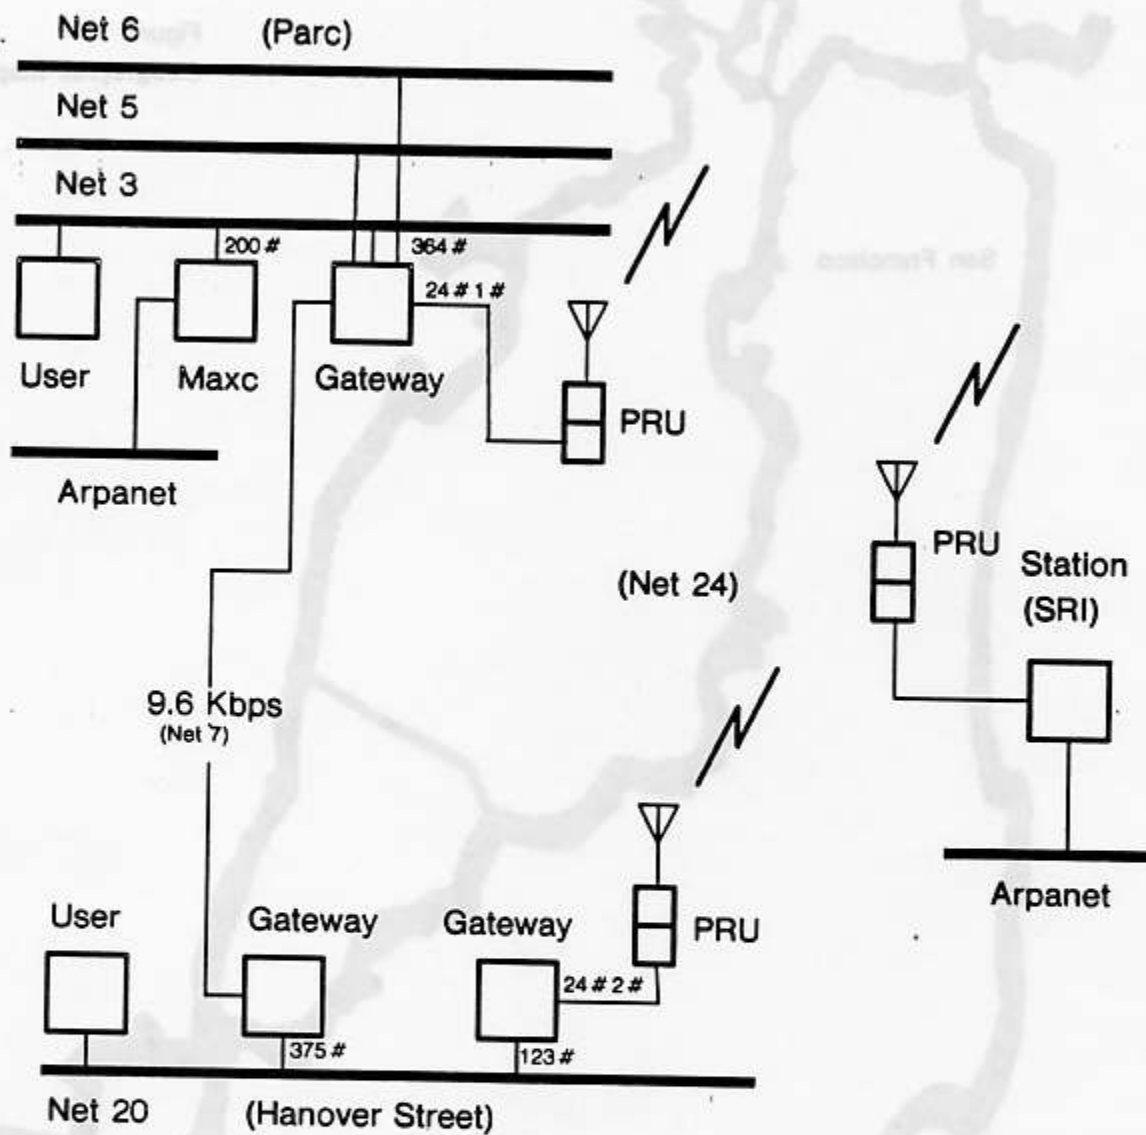 Net 6 (Parc)
Net 5
Net 3
200 #
364 #
24 # 1 #
User
Maxc
Gateway
PRU
Arpanet
PRU
Station
(SRI)
(Net 24)
9.6 Kbps
(Net 7)
Arpanet
User
Gateway
Gateway
PRU
24 # 2 #
375 #
123 #
Net 20 (Hanover Street)
San Francisco